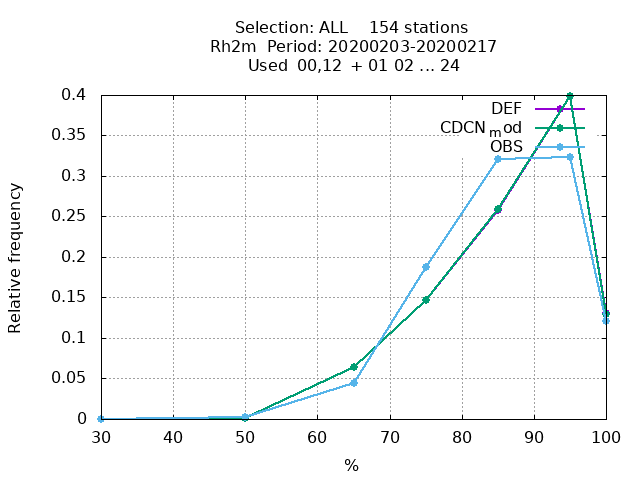 Selection: ALL 154 stations
Rh2m Period: 20200203-20200217
Used 00,12 + 01 02 ... 24
0.4
0.35
0.3
0.25
0.2
0.15
0.1
0.05
0
Relative frequency
DEF
CDCNmod
OBS
30 40 50 60 70 80 90 100
%